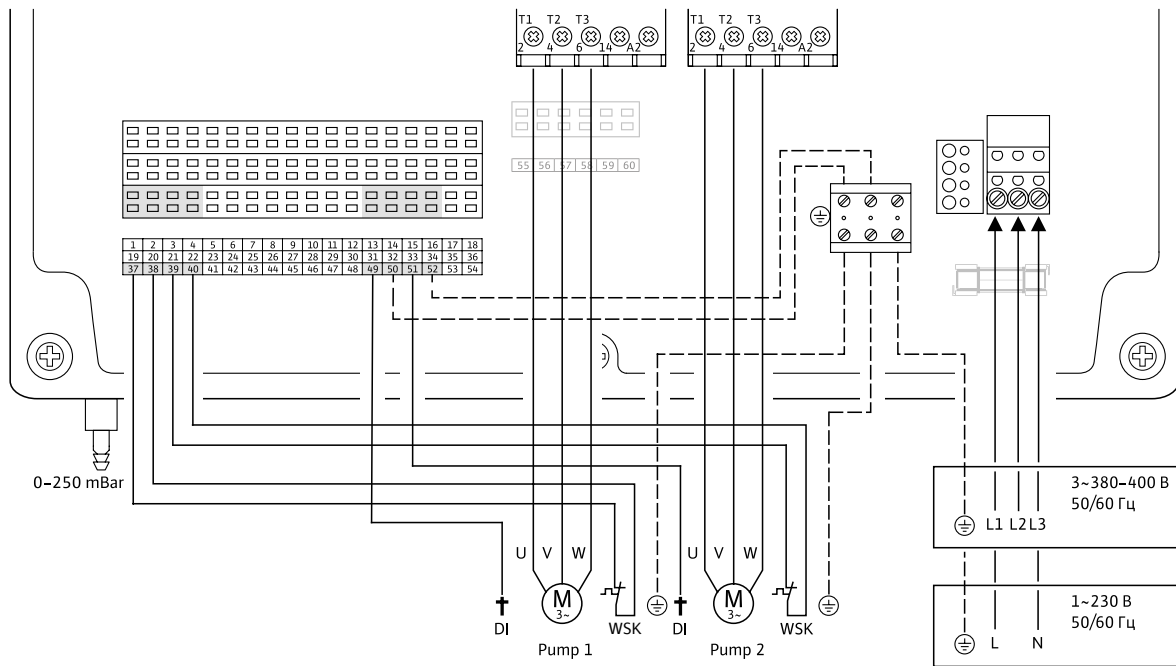 T1 T2 T3
2 4 6 14 A2
T1 T2 T3
2 4 6 14 A2
55 56 57 58 59 60
1 2 3 4 5 6 7 8 9 10 11 12 13 14 15 16 17 18
19 20 21 22 23 24 25 26 27 28 29 30 31 32 33 34 35 36
37 38 39 40 41 42 43 44 45 46 47 48 49 50 51 52 53 54
0-250 mBar
3~380-400 В
50/60 Гц
L1 L2 L3
U V W
U V W
M
3~
M
3~
DI
WSK
DI
WSK
Pump 1
Pump 2
1~230 В
50/60 Гц
L N